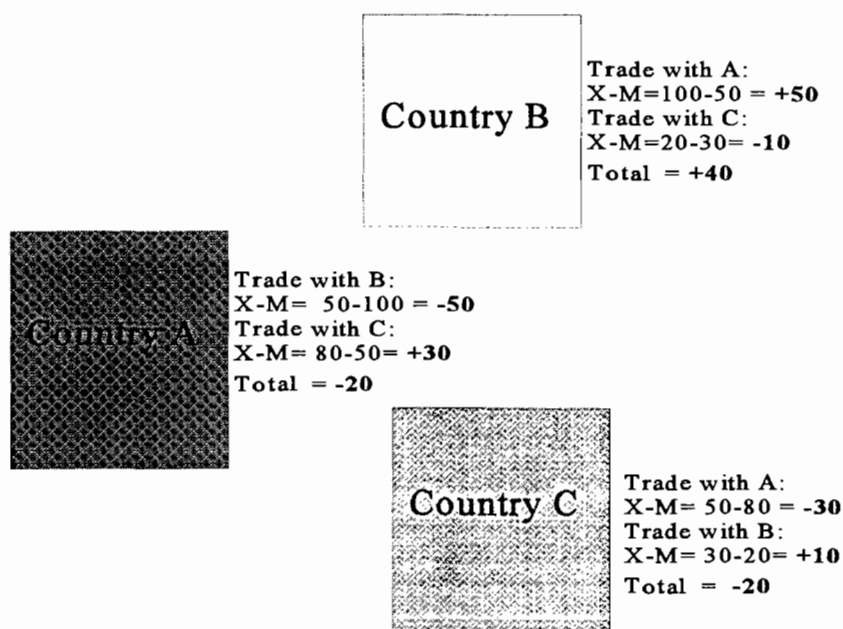 Country B
Trade with A:
X-M=100-50 = +50
Trade with C:
X-M=20-30= -10
Total = +40
Country A
Trade with B:
X-M= 50-100 = -50
Trade with C:
X-M= 80-50= +30
Total = -20
Country C
Trade with A:
X-M= 50-80 = -30
Trade with B:
X-M= 30-20= +10
Total = -20